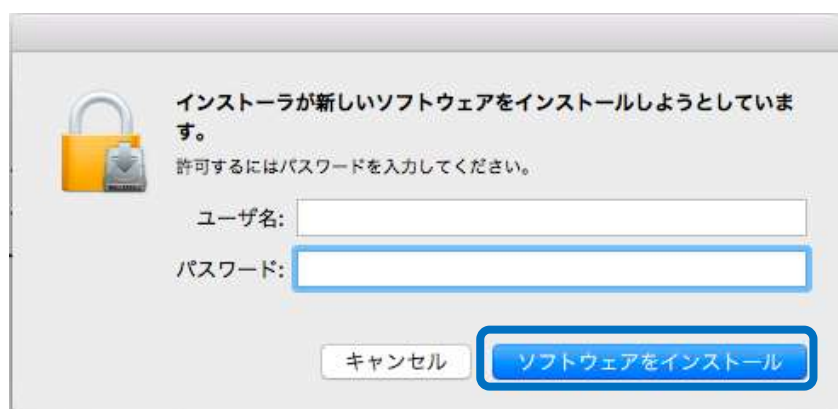 インストーラが新しいソフトウェアをインストールしようとしていま
す。
許可するにはパスワードを入力してください。
ユーザ名:
パスワード:
キャンセル
ソフトウェアをインストール